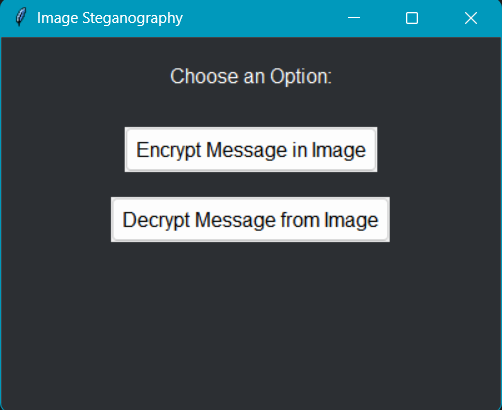 Image Steganography
Choose an Option:
Encrypt Message in Image
Decrypt Message from Image